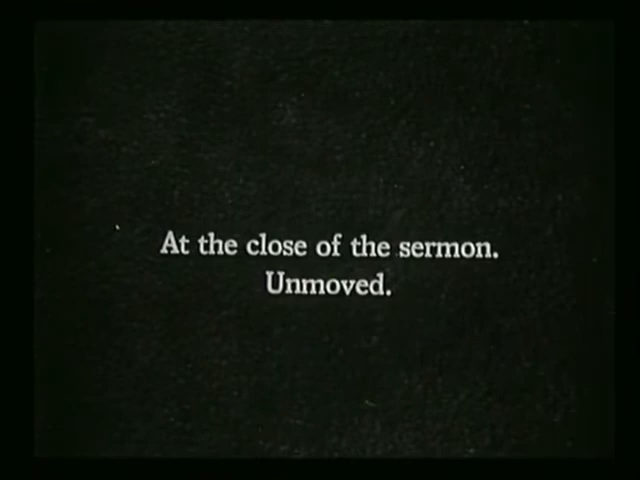 At the close of the sermon.
Unmoved.